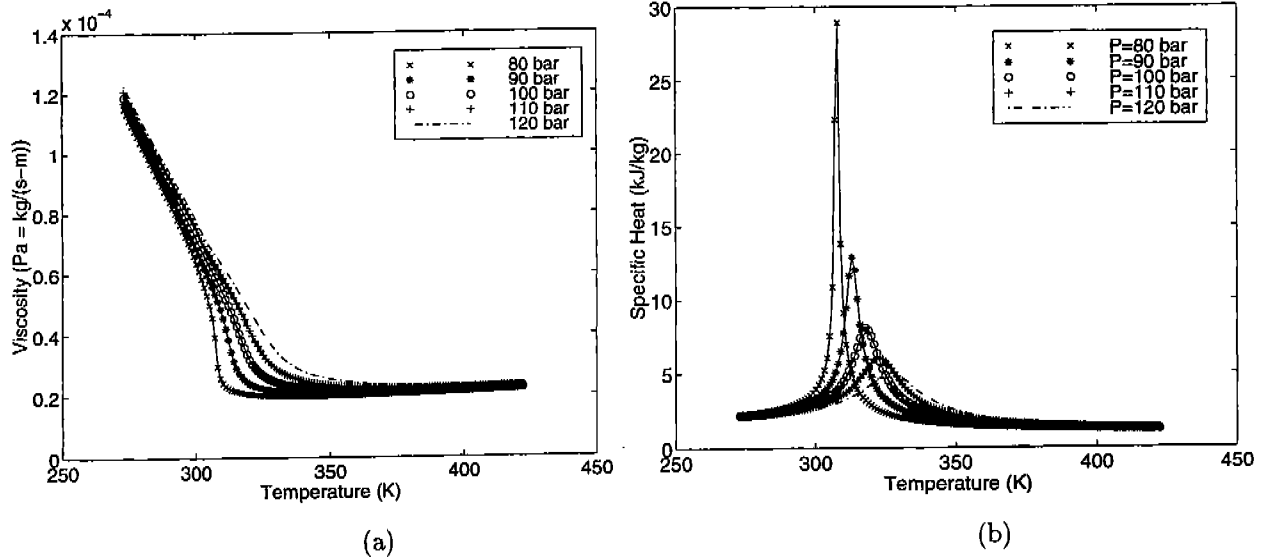 x 10⁻⁴
1.4
1.2
1
0.8
0.6
0.4
0.2
0
Viscosity (Pa = kg/(s−m))
80 bar
90 bar
100 bar
110 bar
120 bar
250
300
350
400
450
Temperature (K)
(a)
30
25
20
15
10
5
0
Specific Heat (kJ/kg)
P=80 bar
P=90 bar
P=100 bar
P=110 bar
P=120 bar
250
300
350
400
450
Temperature (K)
(b)